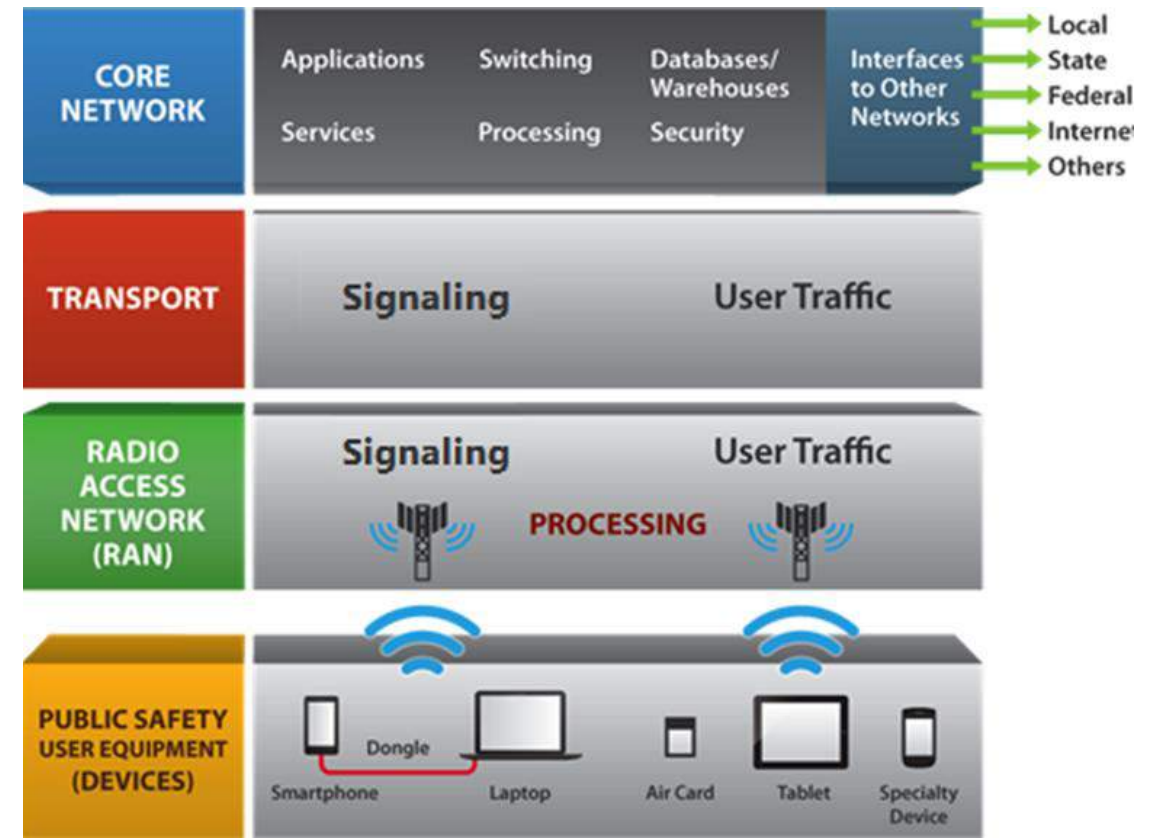 CORE
NETWORK
Applications
Switching
Databases/
Warehouses
Services
Processing
Security
Interfaces
to Other
Networks
Local
State
Federal
Interne
Others
TRANSPORT
Signaling
User Traffic
RADIO
ACCESS
NETWORK
(RAN)
Signaling
User Traffic
PROCESSING
PUBLIC SAFETY
USER EQUIPMENT
(DEVICES)
Dongle
Smartphone
Laptop
Air Card
Tablet
Specialty
Device